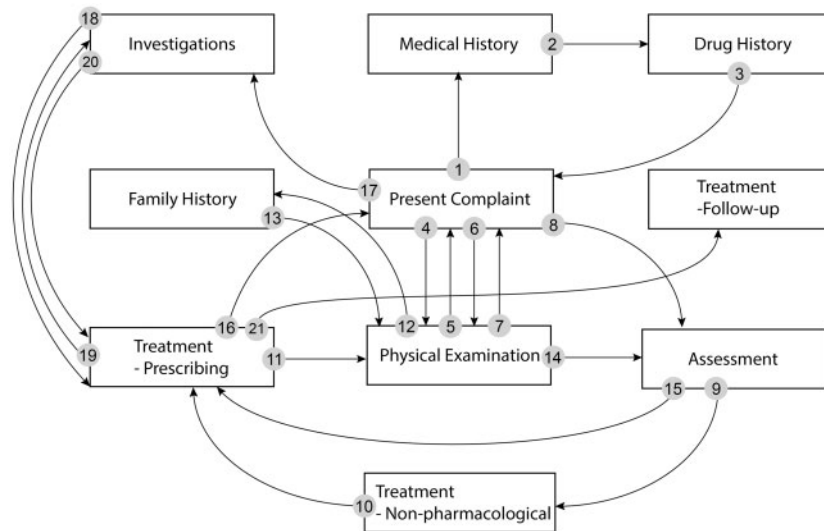 18
Investigations
20
Medical History
2
Drug History
3
1
Family History
13
17
Present Complaint
4
6
8
Treatment
-Follow-up
16
21
12
5
7
19
Treatment
- Prescribing
11
Physical Examination
14
Assessment
15
9
10
Treatment
- Non-pharmacological